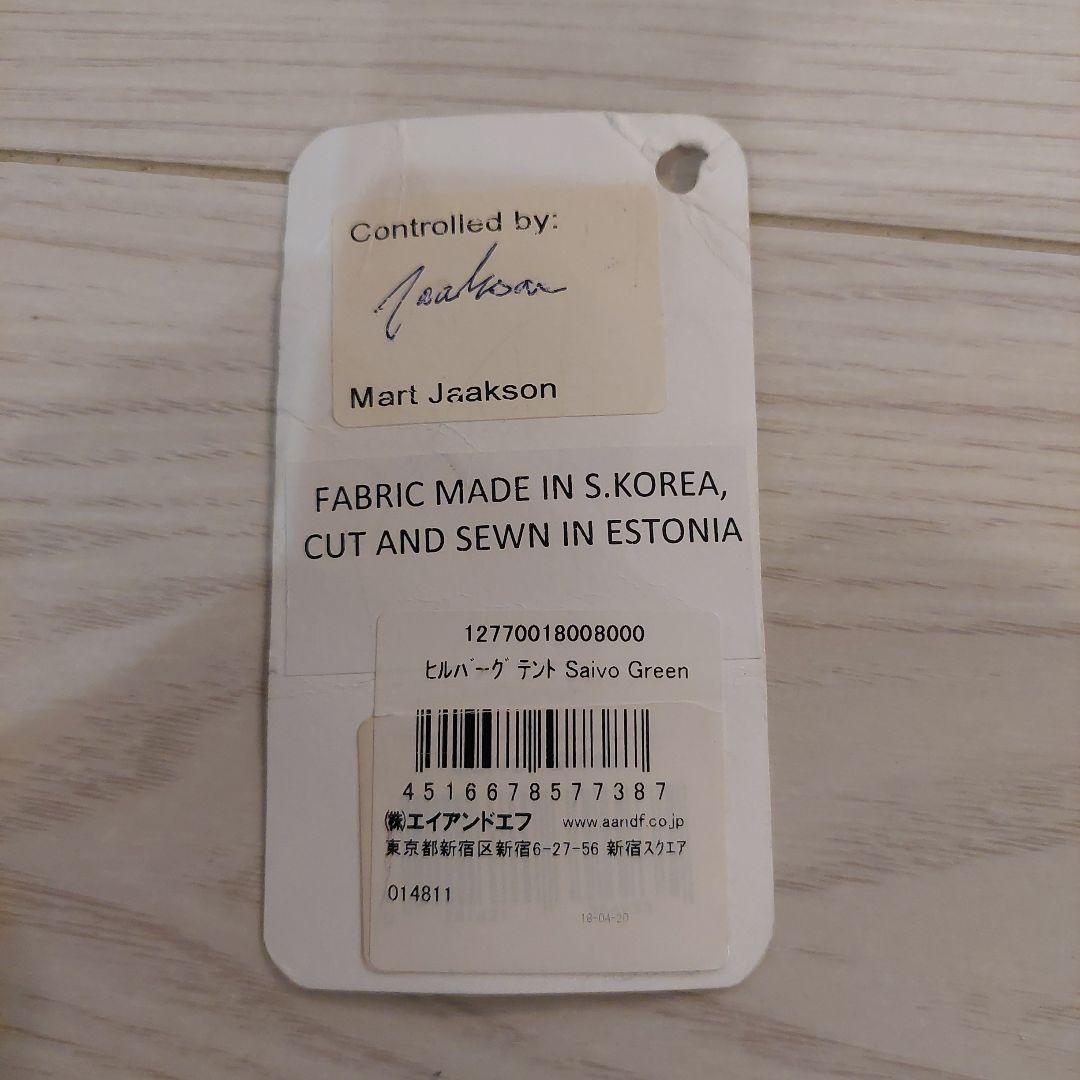 Controlled by:
Jaakson
Mart Jaakson
FABRIC MADE IN S.KOREA,
CUT AND SEWN IN ESTONIA
12770018008000
ﾋﾙﾊﾞｰｸﾞ ﾃﾝﾄ Saivo Green
4516678577387
㈱エイアンドエフ www.aandf.co.jp
東京都新宿区新宿6-27-56 新宿ｽｸｴｱ
014811
18-04-20